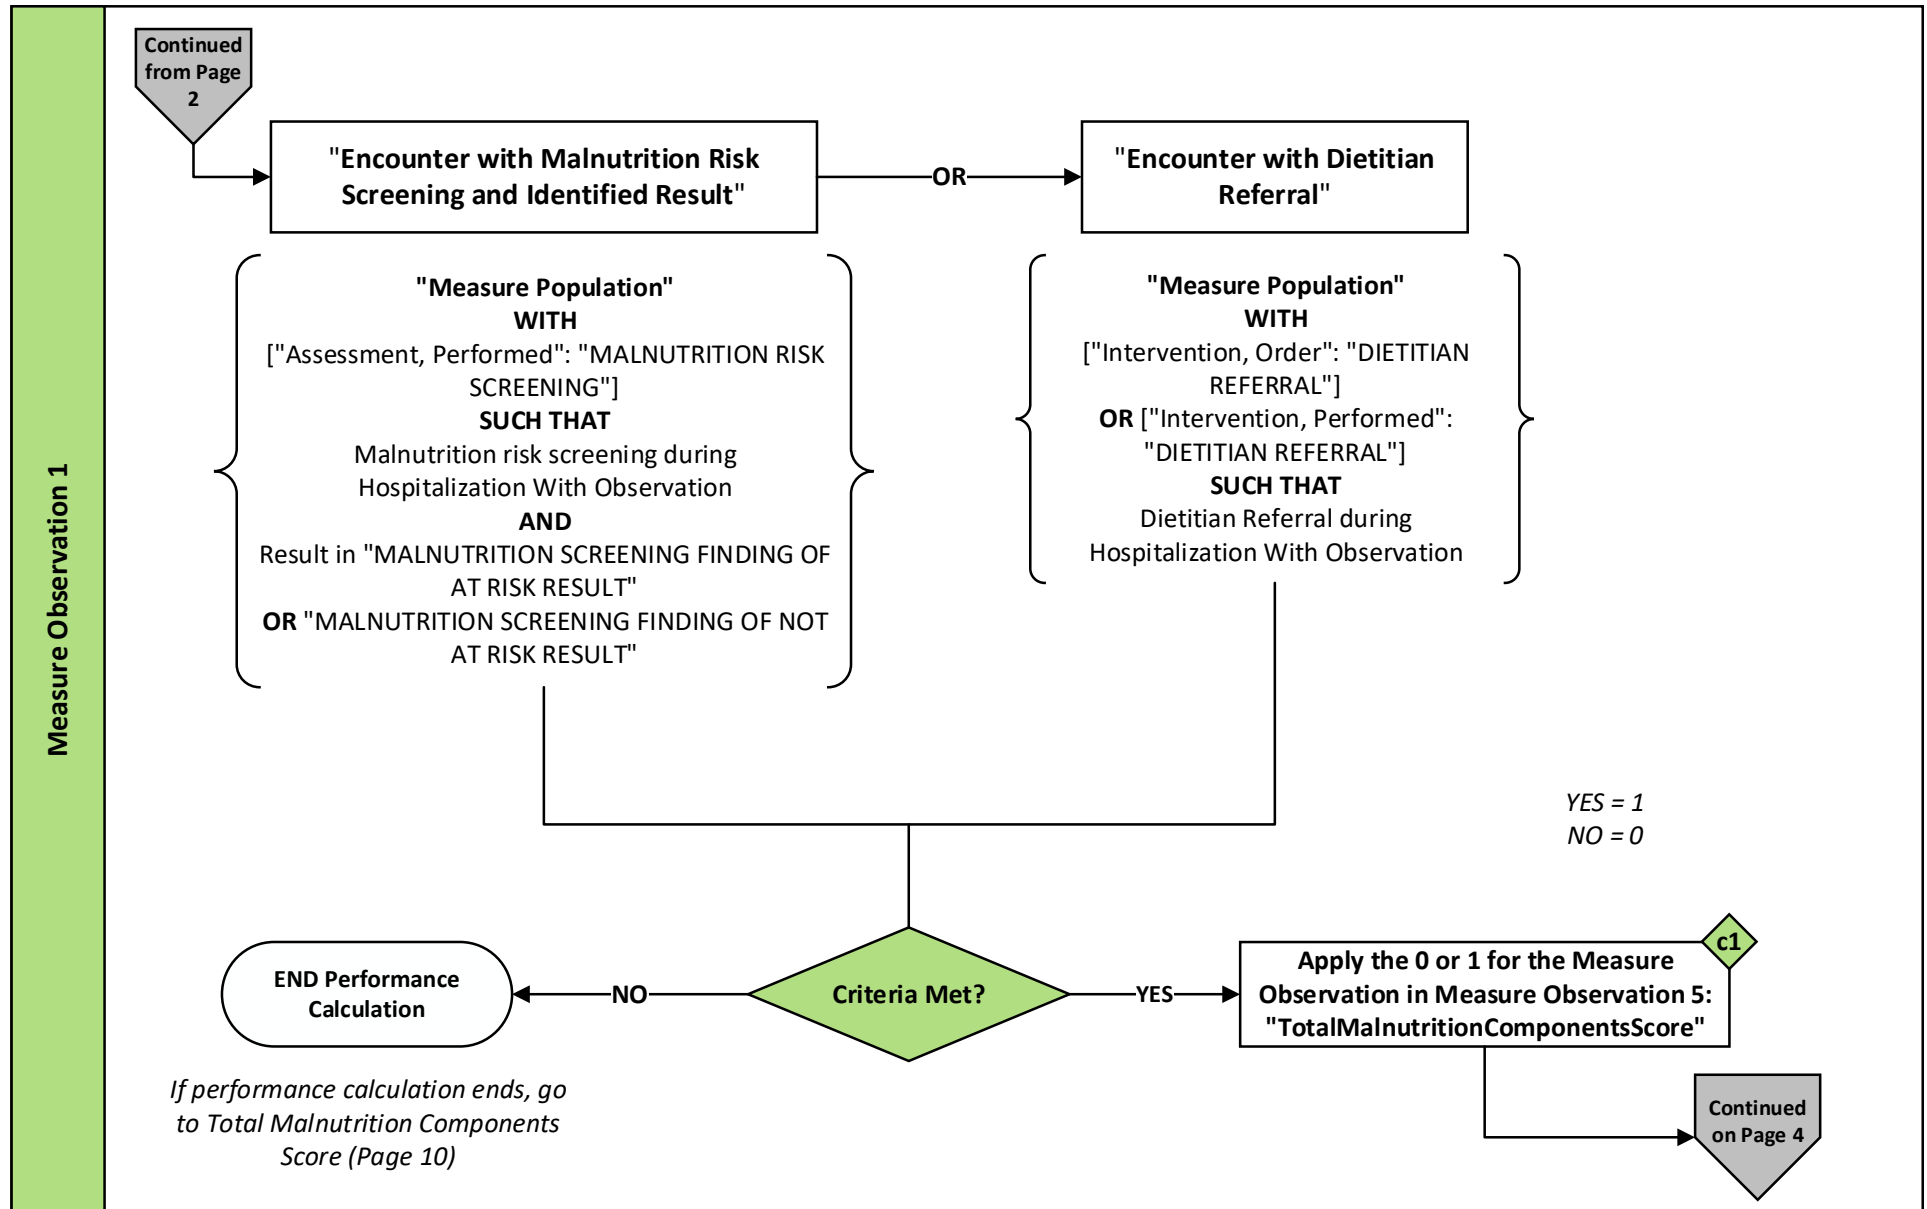 Measure Observation 1
Continued
from Page
2
"Encounter with Malnutrition Risk
Screening and Identified Result"
OR
"Encounter with Dietitian
Referral"
"Measure Population"
WITH
["Assessment, Performed": "MALNUTRITION RISK
SCREENING"]
SUCH THAT
Malnutrition risk screening during
Hospitalization With Observation
AND
Result in "MALNUTRITION SCREENING FINDING OF
AT RISK RESULT"
OR "MALNUTRITION SCREENING FINDING OF NOT
AT RISK RESULT"
"Measure Population"
WITH
["Intervention, Order": "DIETITIAN
REFERRAL"]
OR ["Intervention, Performed":
"DIETITIAN REFERRAL"]
SUCH THAT
Dietitian Referral during
Hospitalization With Observation
YES = 1
NO = 0
END Performance
Calculation
NO
Criteria Met?
YES
c1
Apply the 0 or 1 for the Measure
Observation in Measure Observation 5:
"TotalMalnutritionComponentsScore"
If performance calculation ends, go
to Total Malnutrition Components
Score (Page 10)
Continued
on Page 4